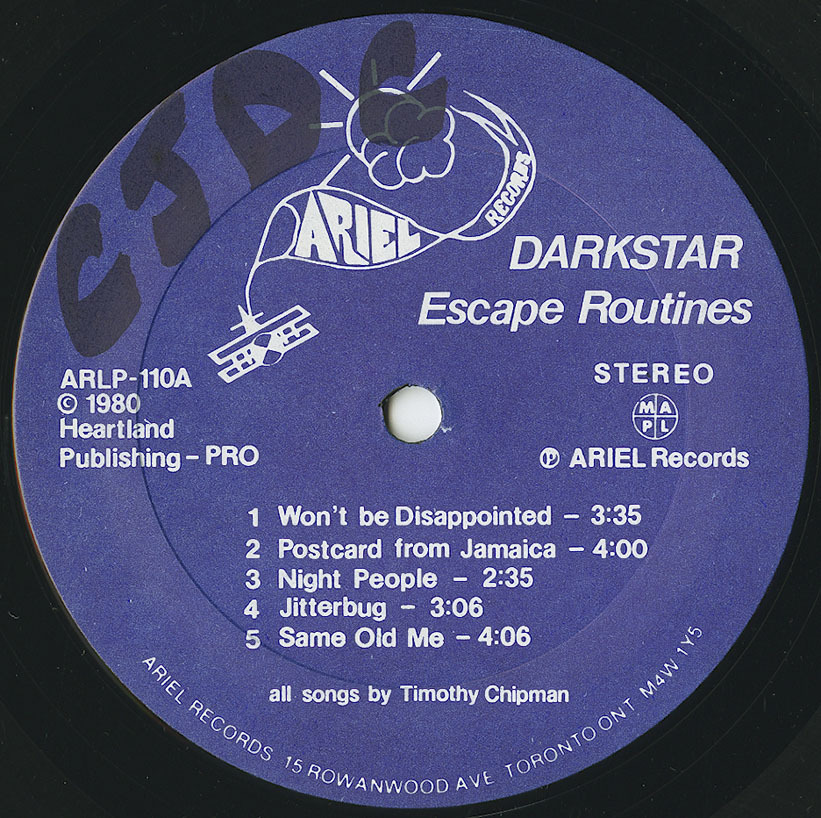 CJDC
ARIEL
RECORDS
DARKSTAR
Escape Routines
ARLP-110A
© 1980
Heartland
Publishing - PRO
STEREO
MA
PL
℗ ARIEL Records
1 Won't be Disappointed - 3:35
2 Postcard from Jamaica - 4:00
3 Night People - 2:35
4 Jitterbug - 3:06
5 Same Old Me - 4:06
all songs by Timothy Chipman
ARIEL RECORDS 15 ROWANWOOD AVE TORONTO ONT M4W 1Y5